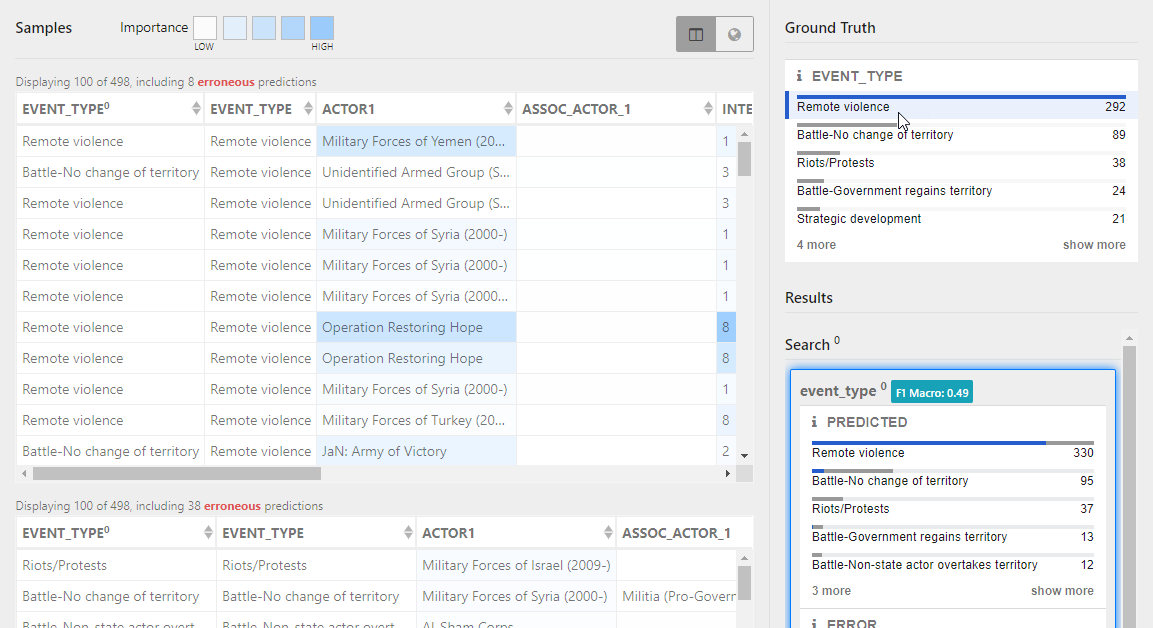 Samples
Importance
LOW HIGH
Displaying 100 of 498, including 8 erroneous predictions
EVENT_TYPE0 EVENT_TYPE ACTOR1 ASSOC_ACTOR_1 INTE
Remote violence Remote violence Military Forces of Yemen (20... 1
Battle-No change of territory Remote violence Unidentified Armed Group (S... 3
Remote violence Remote violence Unidentified Armed Group (S... 3
Remote violence Remote violence Military Forces of Syria (2000-) 1
Remote violence Remote violence Military Forces of Syria (2000-) 1
Remote violence Remote violence Military Forces of Syria (2000... 1
Remote violence Remote violence Operation Restoring Hope 8
Remote violence Remote violence Operation Restoring Hope 8
Remote violence Remote violence Military Forces of Syria (2000-) 1
Remote violence Remote violence Military Forces of Turkey (20... 8
Battle-No change of territory Remote violence JaN: Army of Victory 2
Displaying 100 of 498, including 38 erroneous predictions
EVENT_TYPE0 EVENT_TYPE ACTOR1 ASSOC_ACTOR_1
Riots/Protests Riots/Protests Military Forces of Israel (2009-)
Battle-No change of territory Battle-No change of territory Military Forces of Syria (2000-) Militia (Pro-Govern
Battle-Non-state actor overt... Battle-Non-state actor overt... Al Sham Corps
Ground Truth
EVENT_TYPE
Remote violence 292
Battle-No change of territory 89
Riots/Protests 38
Battle-Government regains territory 24
Strategic development 21
4 more show more
Results
Search 0
event_type 0 F1 Macro: 0.49
PREDICTED
Remote violence 330
Battle-No change of territory 95
Riots/Protests 37
Battle-Government regains territory 13
Battle-Non-state actor overtakes territory 12
3 more show more
ERROR